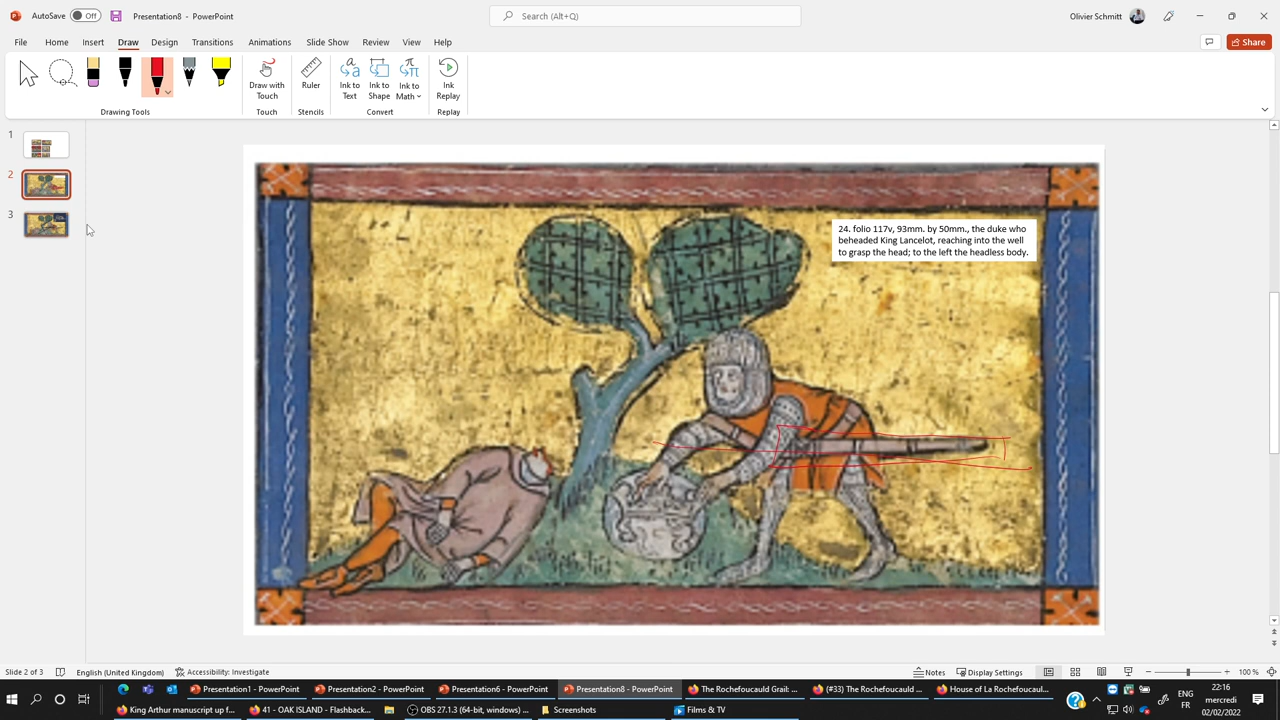 AutoSave Off Presentation8 - PowerPoint Search (Alt+Q) Olivier Schmitt
File Home Insert Draw Design Transitions Animations Slide Show Review View Help Share
Draw with Touch
Ruler
Ink to Text
Ink to Shape
Ink to Math
Ink Replay
Drawing Tools Touch Stencils Convert Replay
1
2
3
24. folio 117v, 93mm. by 50mm., the duke who
beheaded King Lancelot, reaching into the well
to grasp the head; to the left the headless body.
Slide 2 of 3 English (United Kingdom) Accessibility: Investigate Notes Display Settings 100 %
Presentation1 - PowerPoint Presentation2 - PowerPoint Presentation6 - PowerPoint Presentation8 - PowerPoint The Rochefoucauld Grail: ... (#33) The Rochefoucauld ... House of La Rochefoucaul...
King Arthur manuscript up f... 41 - OAK ISLAND - Flashback... OBS 27.1.3 (64-bit, windows) ... Screenshots Films & TV
ENG
FR
22:16
mercredi
02/02/2022